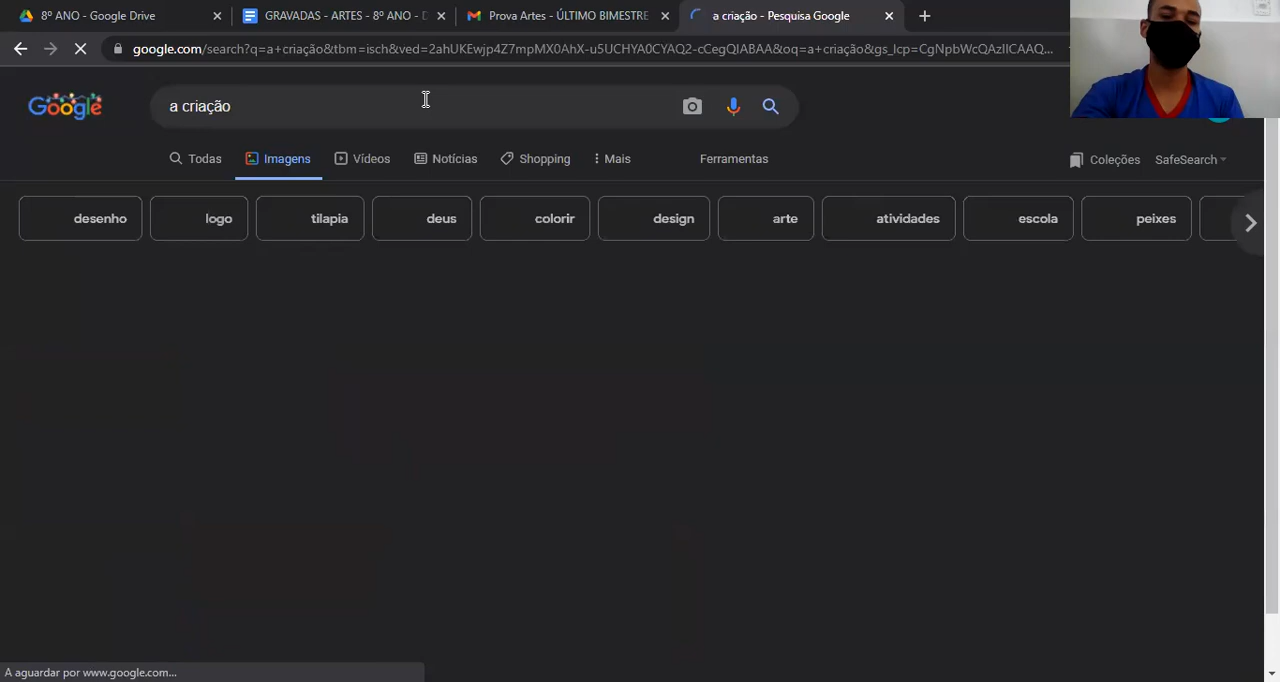 8º ANO - Google Drive
GRAVADAS - ARTES - 8º ANO - D
Prova Artes - ÚLTIMO BIMESTRE
a criação - Pesquisa Google
google.com/search?q=a+criação&tbm=isch&ved=2ahUKEwjp4Z7mpMX0AhX-u5UCHYA0CYAQ2-cCegQIABAA&oq=a+criação&gs_lcp=CgNpbWcQAzIICAAQ...
Google
a criação
Todas
Imagens
Vídeos
Notícias
Shopping
Mais
Ferramentas
Coleções
SafeSearch
desenho
logo
tilapia
deus
colorir
design
arte
atividades
escola
peixes
A aguardar por www.google.com...